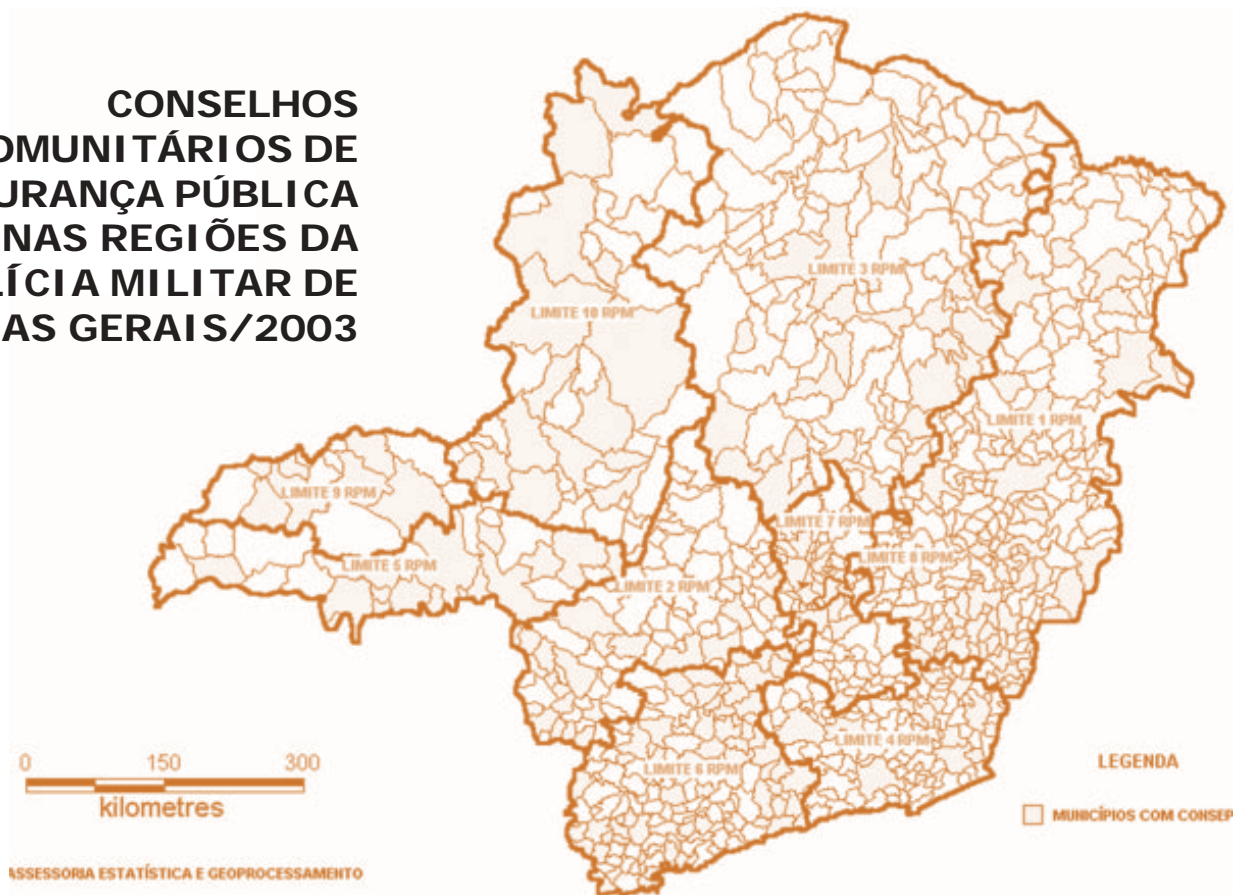 CONSELHOS
OMUNITÁRIOS DE
URANÇA PÚBLICA
NAS REGIÕES DA
LÍCIA MILITAR DE
AS GERAIS/2003
LIMITE 3 RPM
LIMITE 10 RPM
LIMITE 1 RPM
LIMITE 9 RPM
LIMITE 7 RPM
LIMITE 5 RPM
LIMITE 8 RPM
LIMITE 2 RPM
LIMITE 4 RPM
LIMITE 6 RPM
0 150 300
kilometres
LEGENDA
MUNICÍPIOS COM CONSEP
ASSESSORIA ESTATÍSTICA E GEOPROCESSAMENTO